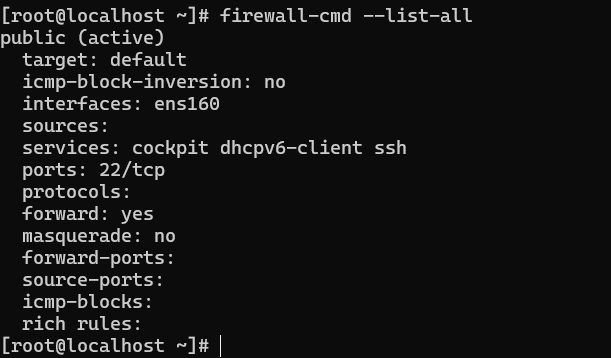 [root@localhost ~]# firewall-cmd --list-all
public (active)
  target: default
  icmp-block-inversion: no
  interfaces: ens160
  sources:
  services: cockpit dhcpv6-client ssh
  ports: 22/tcp
  protocols:
  forward: yes
  masquerade: no
  forward-ports:
  source-ports:
  icmp-blocks:
  rich rules:
[root@localhost ~]#